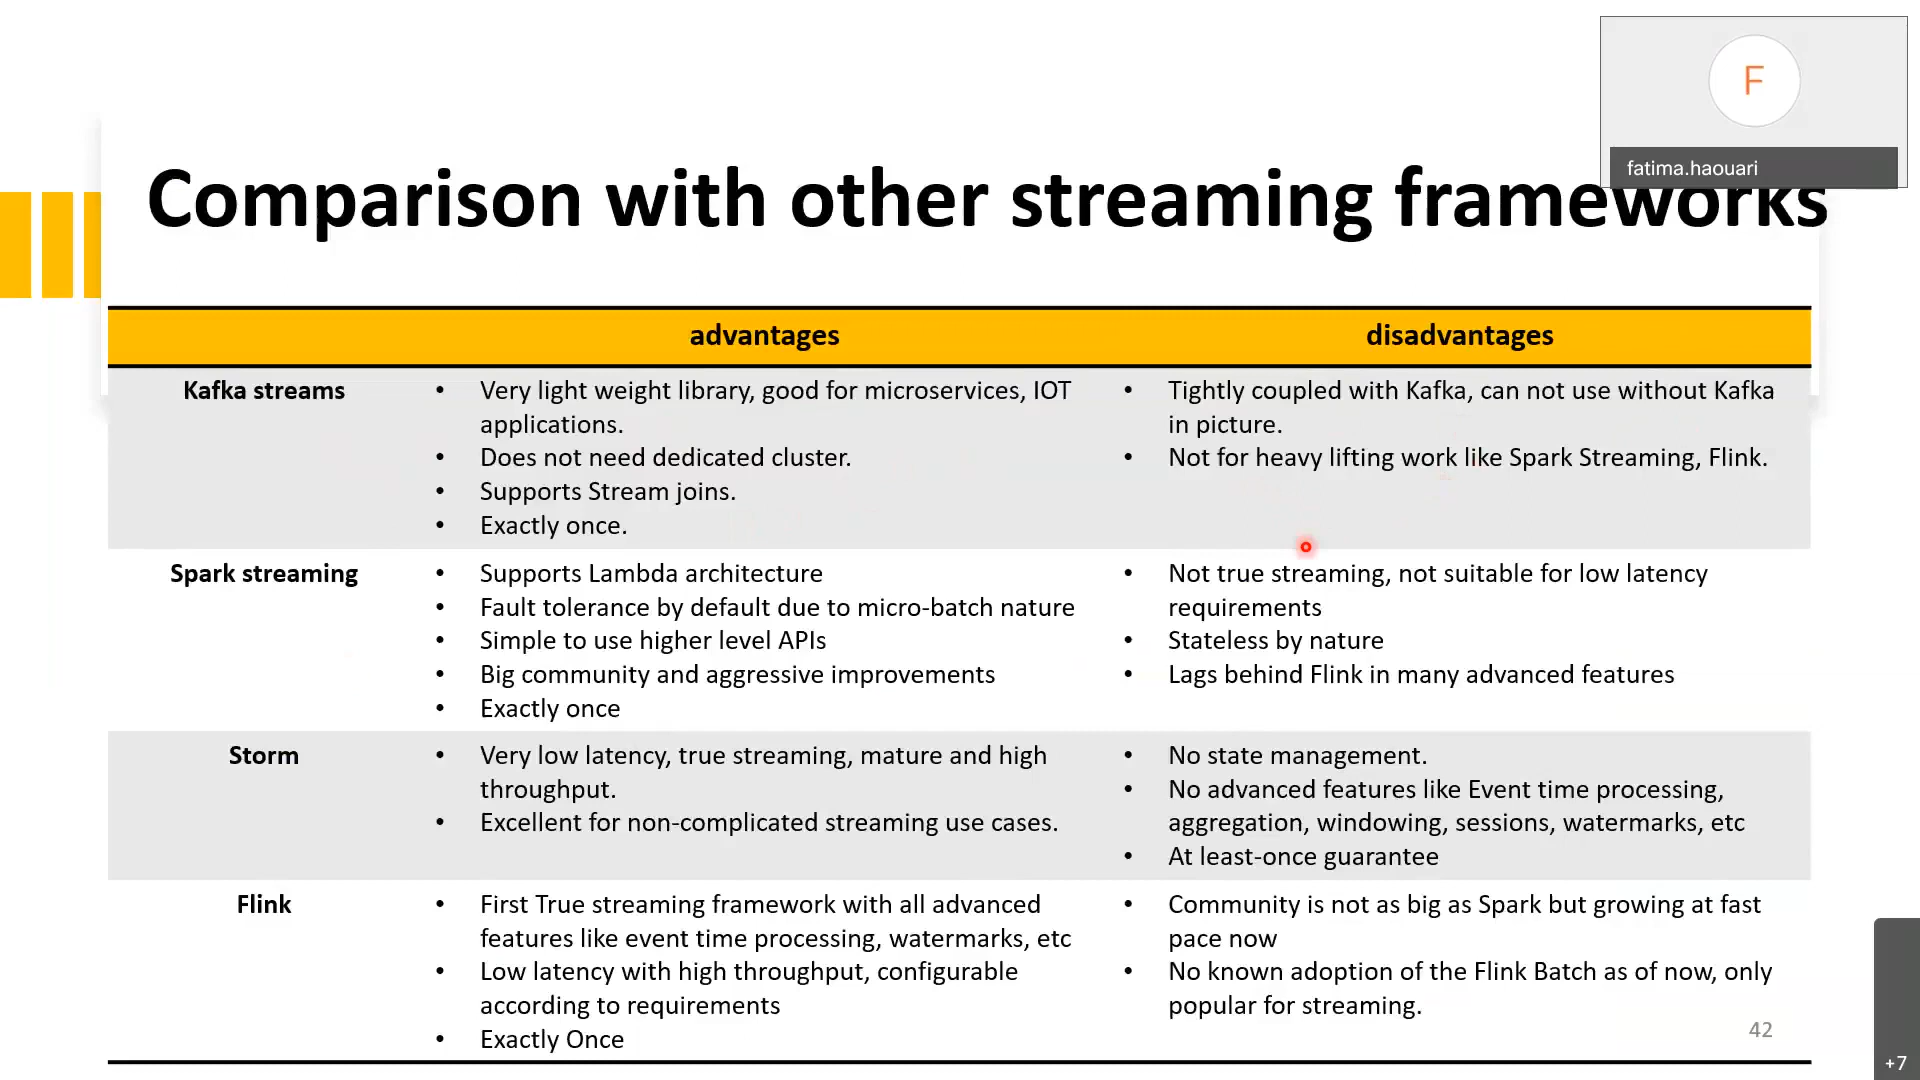 F
fatima.haouari
Comparison with other streaming frameworks
advantages
disadvantages
Kafka streams
• Very light weight library, good for microservices, IOT
applications.
• Does not need dedicated cluster.
• Supports Stream joins.
• Exactly once.
• Tightly coupled with Kafka, can not use without Kafka
in picture.
• Not for heavy lifting work like Spark Streaming, Flink.
Spark streaming
• Supports Lambda architecture
• Fault tolerance by default due to micro-batch nature
• Simple to use higher level APIs
• Big community and aggressive improvements
• Exactly once
• Not true streaming, not suitable for low latency
requirements
• Stateless by nature
• Lags behind Flink in many advanced features
Storm
• Very low latency, true streaming, mature and high
throughput.
• Excellent for non-complicated streaming use cases.
• No state management.
• No advanced features like Event time processing,
aggregation, windowing, sessions, watermarks, etc
• At least-once guarantee
Flink
• First True streaming framework with all advanced
features like event time processing, watermarks, etc
• Low latency with high throughput, configurable
according to requirements
• Exactly Once
• Community is not as big as Spark but growing at fast
pace now
• No known adoption of the Flink Batch as of now, only
popular for streaming.
42
+7